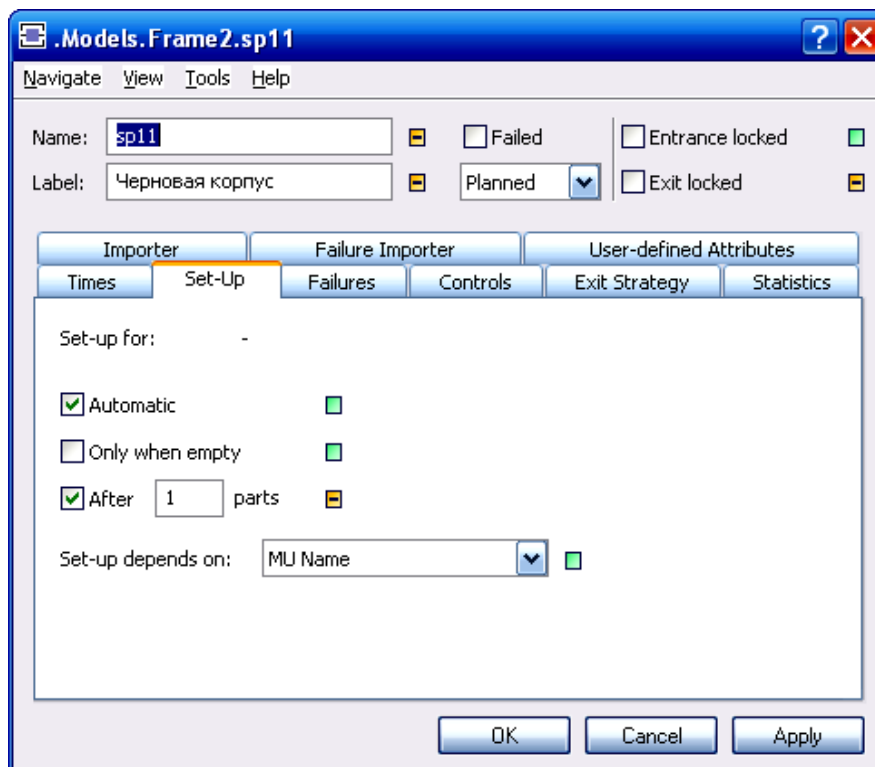 .Models.Frame2.sp11
Navigate View Tools Help
Name: sp11 Failed Entrance locked
Label: Черновая корпус Planned Exit locked
Importer Failure Importer User-defined Attributes
Times Set-Up Failures Controls Exit Strategy Statistics
Set-up for: -
Automatic
Only when empty
After 1 parts
Set-up depends on: MU Name
OK Cancel Apply